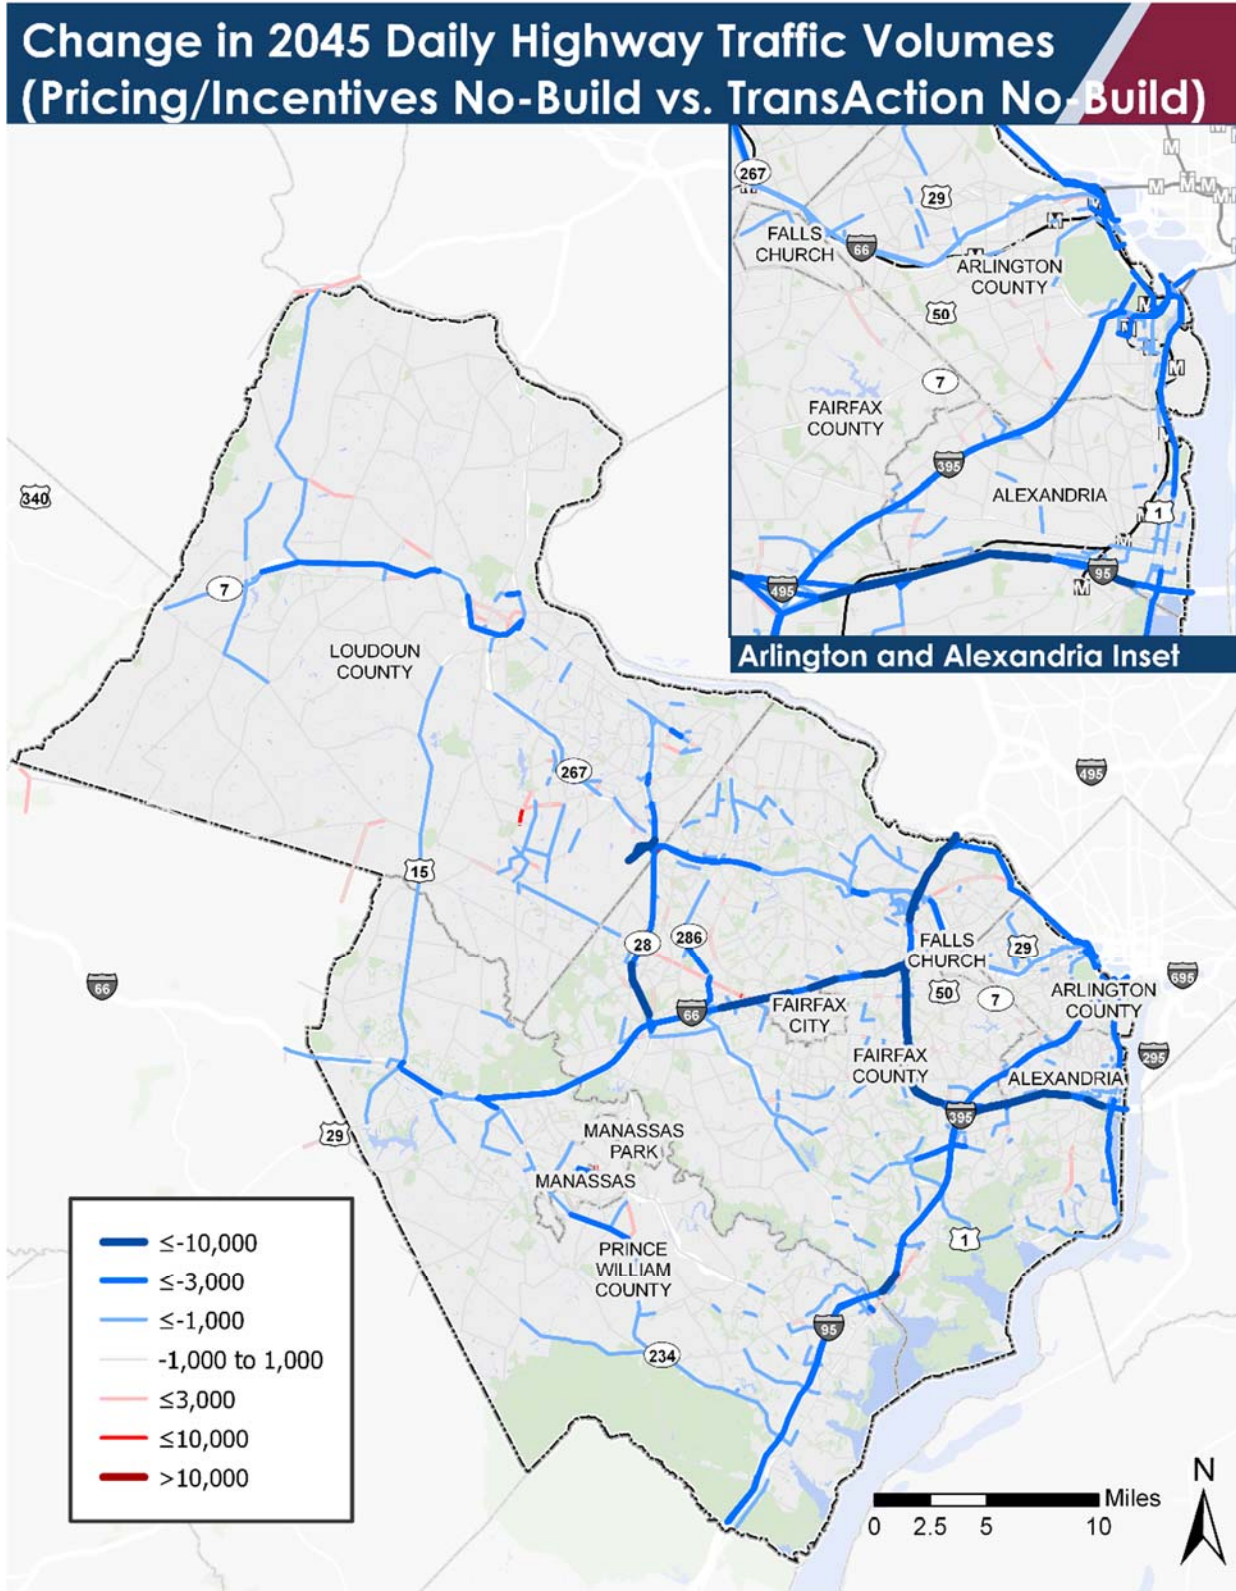 Change in 2045 Daily Highway Traffic Volumes
(Pricing/Incentives No-Build vs. TransAction No-Build)
M
M
M
M
M
M
267
29
M
M
FALLS
CHURCH
66
M
ARLINGTON
COUNTY
50
M
M
M
M
7
FAIRFAX
COUNTY
M
395
ALEXANDRIA
M
1
M
95
495
M
Arlington and Alexandria Inset
340
7
LOUDOUN
COUNTY
267
495
15
28
286
FALLS
CHURCH
29
66
50
7
ARLINGTON
COUNTY
695
66
FAIRFAX
CITY
FAIRFAX
COUNTY
295
ALEXANDRIA
395
29
MANASSAS
PARK
MANASSAS
1
PRINCE
WILLIAM
COUNTY
95
234
≤-10,000
≤-3,000
≤-1,000
-1,000 to 1,000
≤3,000
≤10,000
>10,000
N
Miles
0 2.5 5 10